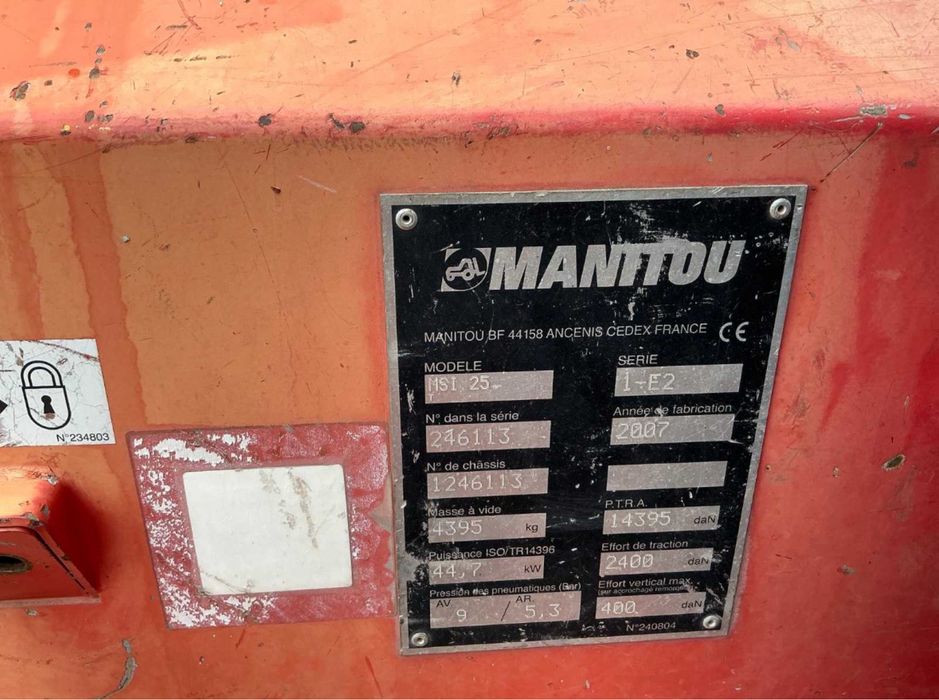 MANITOU
MANITOU BF 44158 ANCENIS CEDEX FRANCE CE
MODELE
MSI 25
SERIE
1-E2
N° dans la série
246113
Année de fabrication
2007
N° de châssis
1246113
Masse à vide
4395 kg
P.T.R.A.
14395 daN
Puissance ISO/TR14396
44,7 kW
Effort de traction
2400 daN
Pression des pneumatiques (Bar)
AV 9 / AR 5,3
Effort vertical max.
(sur accrochage remorque)
400 daN
N°240804
N°234803